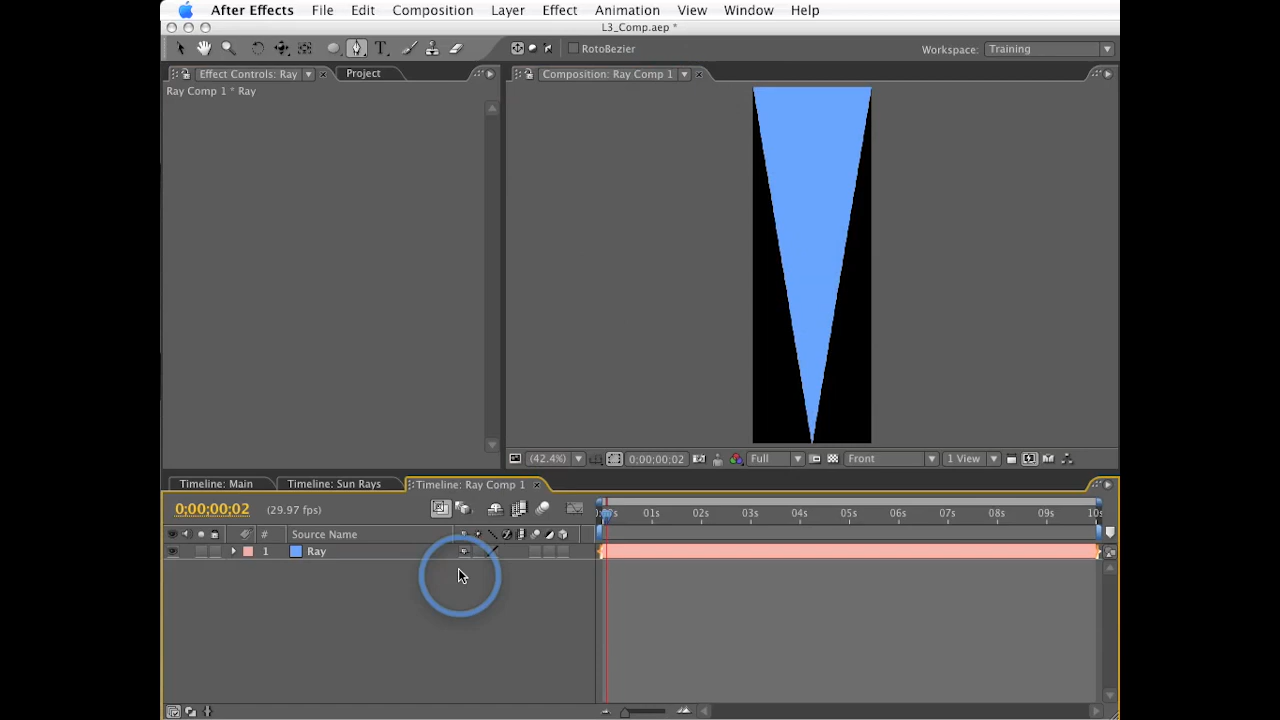 After Effects File Edit Composition Layer Effect Animation View Window Help
L3_Comp.aep *
T RotoBezier Workspace: Training
Effect Controls: Ray Project Composition: Ray Comp 1
Ray Comp 1 * Ray
(42.4%) 0;00;00;02 Full Front 1 View
Timeline: Main Timeline: Sun Rays Timeline: Ray Comp 1
0;00;00;02 (29.97 fps) 01s 02s 03s 04s 05s 06s 07s 08s 09s
# Source Name
1 Ray